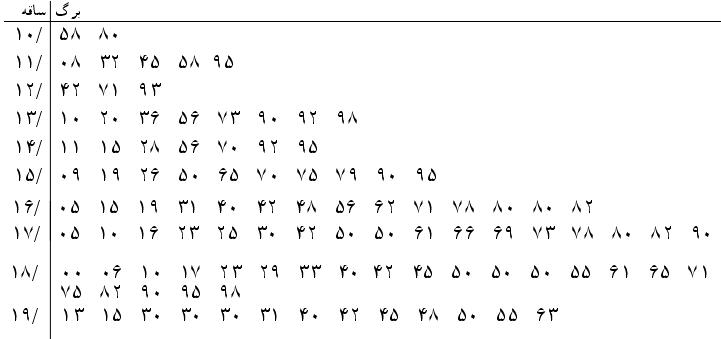 ساقه برگ
۱۰/ ۵۸ ۸۰
۱۱/ ۰۸ ۳۲ ۴۵ ۵۸ ۹۵
۱۲/ ۴۲ ۷۱ ۹۳
۱۳/ ۱۰ ۲۰ ۳۶ ۵۶ ۷۳ ۹۰ ۹۲ ۹۸
۱۴/ ۱۱ ۱۵ ۲۸ ۵۶ ۷۰ ۹۲ ۹۵
۱۵/ ۰۹ ۱۹ ۲۶ ۵۰ ۶۵ ۷۰ ۷۵ ۷۹ ۹۰ ۹۵
۱۶/ ۰۵ ۱۵ ۱۹ ۳۱ ۴۰ ۴۲ ۴۸ ۵۶ ۶۲ ۷۱ ۷۸ ۸۰ ۸۰ ۸۲
۱۷/ ۰۵ ۱۰ ۱۶ ۲۳ ۲۵ ۳۰ ۴۲ ۵۰ ۵۰ ۶۱ ۶۶ ۶۹ ۷۳ ۷۸ ۸۰ ۸۲ ۹۰
۱۸/ ۰۰ ۰۶ ۱۰ ۱۷ ۲۳ ۲۹ ۳۳ ۴۰ ۴۲ ۴۵ ۵۰ ۵۰ ۵۰ ۵۵ ۶۱ ۶۵ ۷۱
۷۵ ۸۲ ۹۰ ۹۵ ۹۸
۱۹/ ۱۳ ۱۵ ۳۰ ۳۰ ۳۰ ۳۱ ۴۰ ۴۲ ۴۵ ۴۸ ۵۰ ۵۵ ۶۳